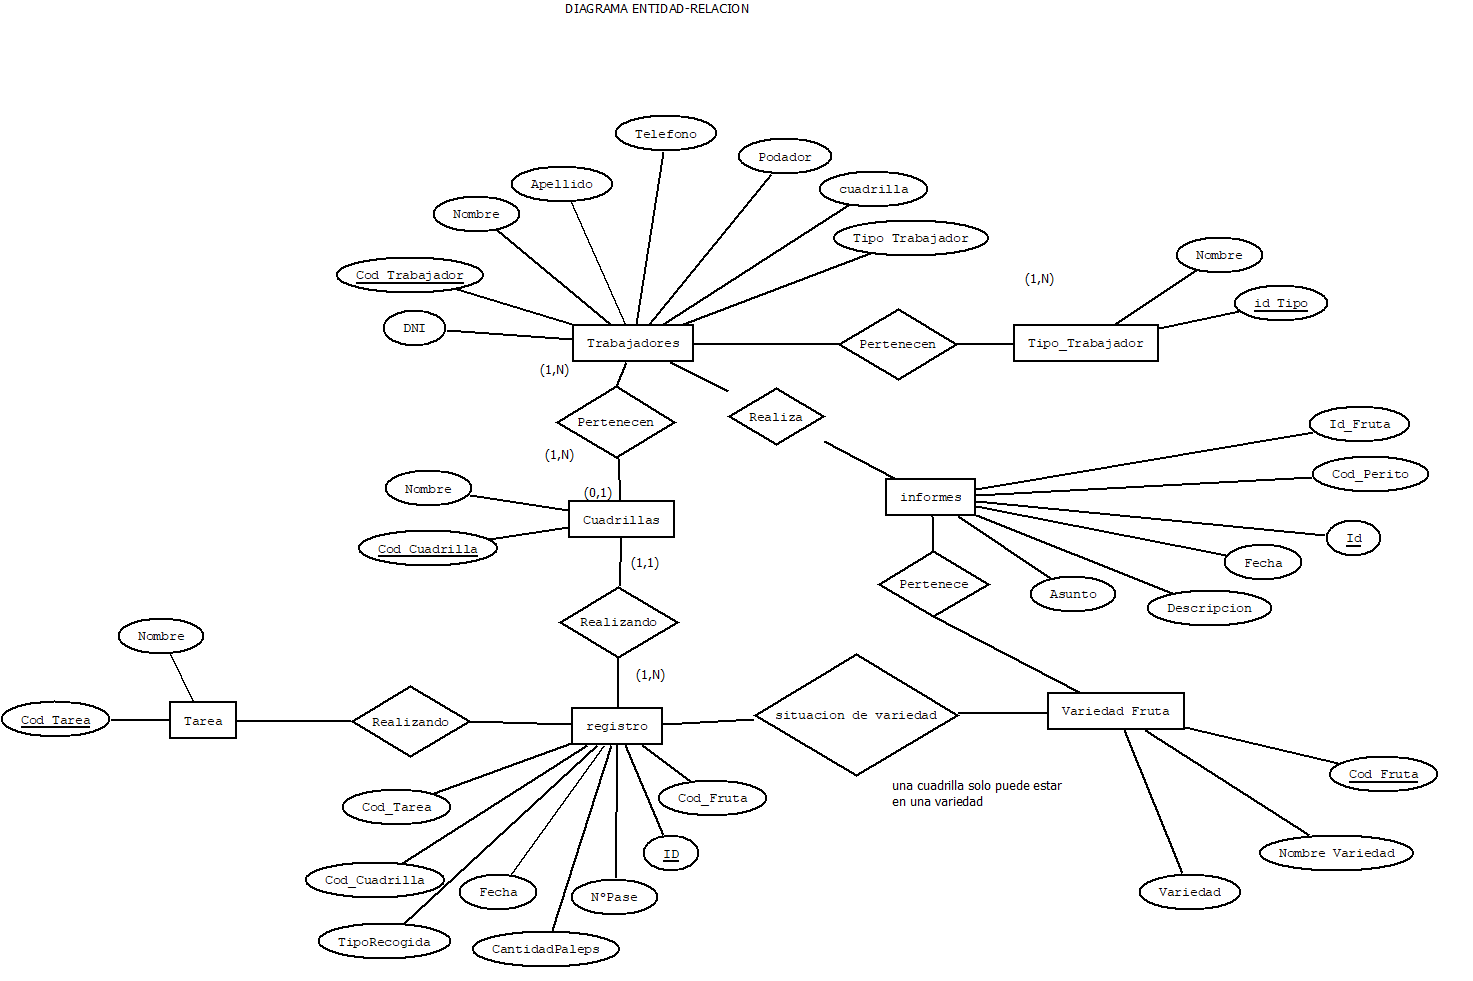 DIAGRAMA ENTIDAD-RELACION
Telefono
Podador
Apellido
cuadrilla
Nombre
Tipo Trabajador
Nombre
Cod Trabajador
(1,N)
id Tipo
DNI
Trabajadores
Pertenecen
Tipo_Trabajador
(1,N)
Pertenecen
Realiza
Id_Fruta
(1,N)
Cod_Perito
Nombre
(0,1)
informes
Cuadrillas
Id
Cod Cuadrilla
(1,1)
Fecha
Pertenece
Asunto
Descripcion
Realizando
Nombre
(1,N)
Cod Tarea
Tarea
Realizando
registro
situacion de variedad
Variedad Fruta
Cod_Tarea
Cod_Fruta
una cuadrilla solo puede estar
en una variedad
Cod Fruta
ID
Nombre Variedad
Cod_Cuadrilla
Fecha
N°Pase
Variedad
TipoRecogida
CantidadPaleps